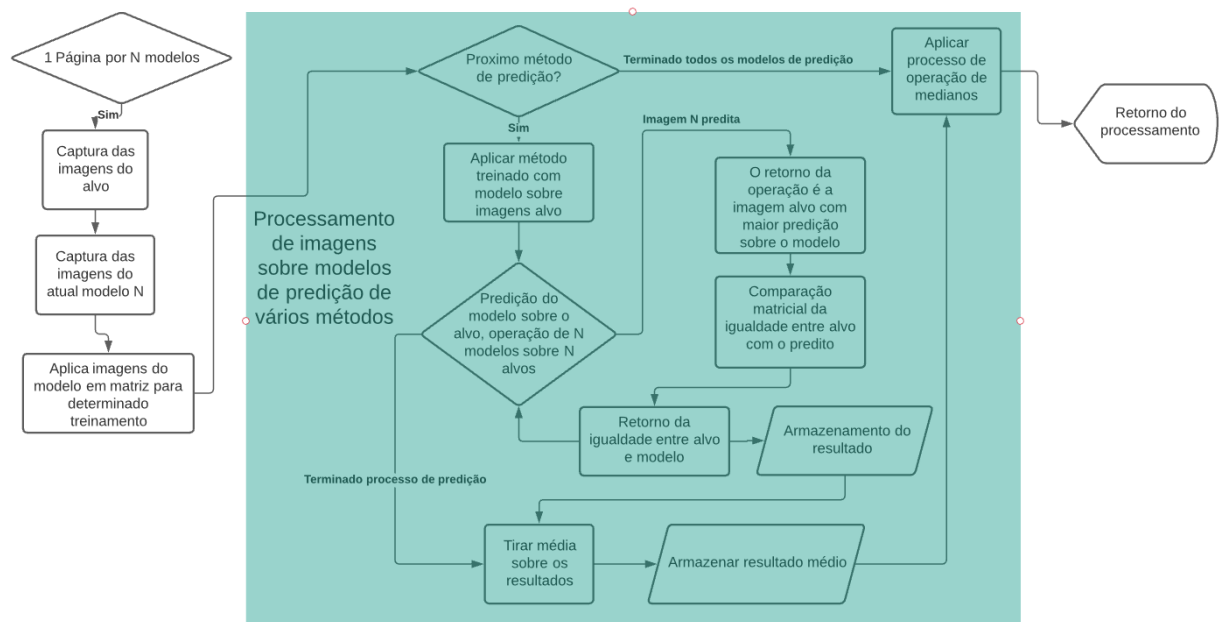 1 Página por N modelos
Sim
Captura das
imagens do
alvo
Captura das
imagens do
atual modelo N
Aplica imagens do
modelo em matriz para
determinado
treinamento
Processamento
de imagens
sobre modelos
de predição de
vários métodos
Proximo método
de predição?
Terminado todos os modelos de predição
Sim
Aplicar método
treinado com
modelo sobre
imagens alvo
Predição do
modelo sobre o
alvo, operação de N
modelos sobre N
alvos
Imagem N predita
O retorno da
operação é a
imagem alvo com
maior predição
sobre o modelo
Comparação
matricial da
igualdade entre alvo
com o predito
Retorno da
igualdade entre alvo
e modelo
Armazenamento do
resultado
Terminado processo de predição
Tirar média
sobre os
resultados
Armazenar resultado médio
Aplicar
processo de
operação de
medianos
Retorno do
processamento